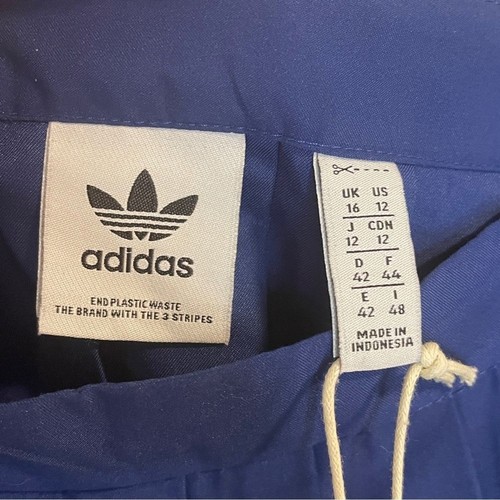 adidas
END PLASTIC WASTE
THE BRAND WITH THE 3 STRIPES
UK US
16 12
J CDN
12 12
D F
42 44
E I
42 48
MADE IN
INDONESIA